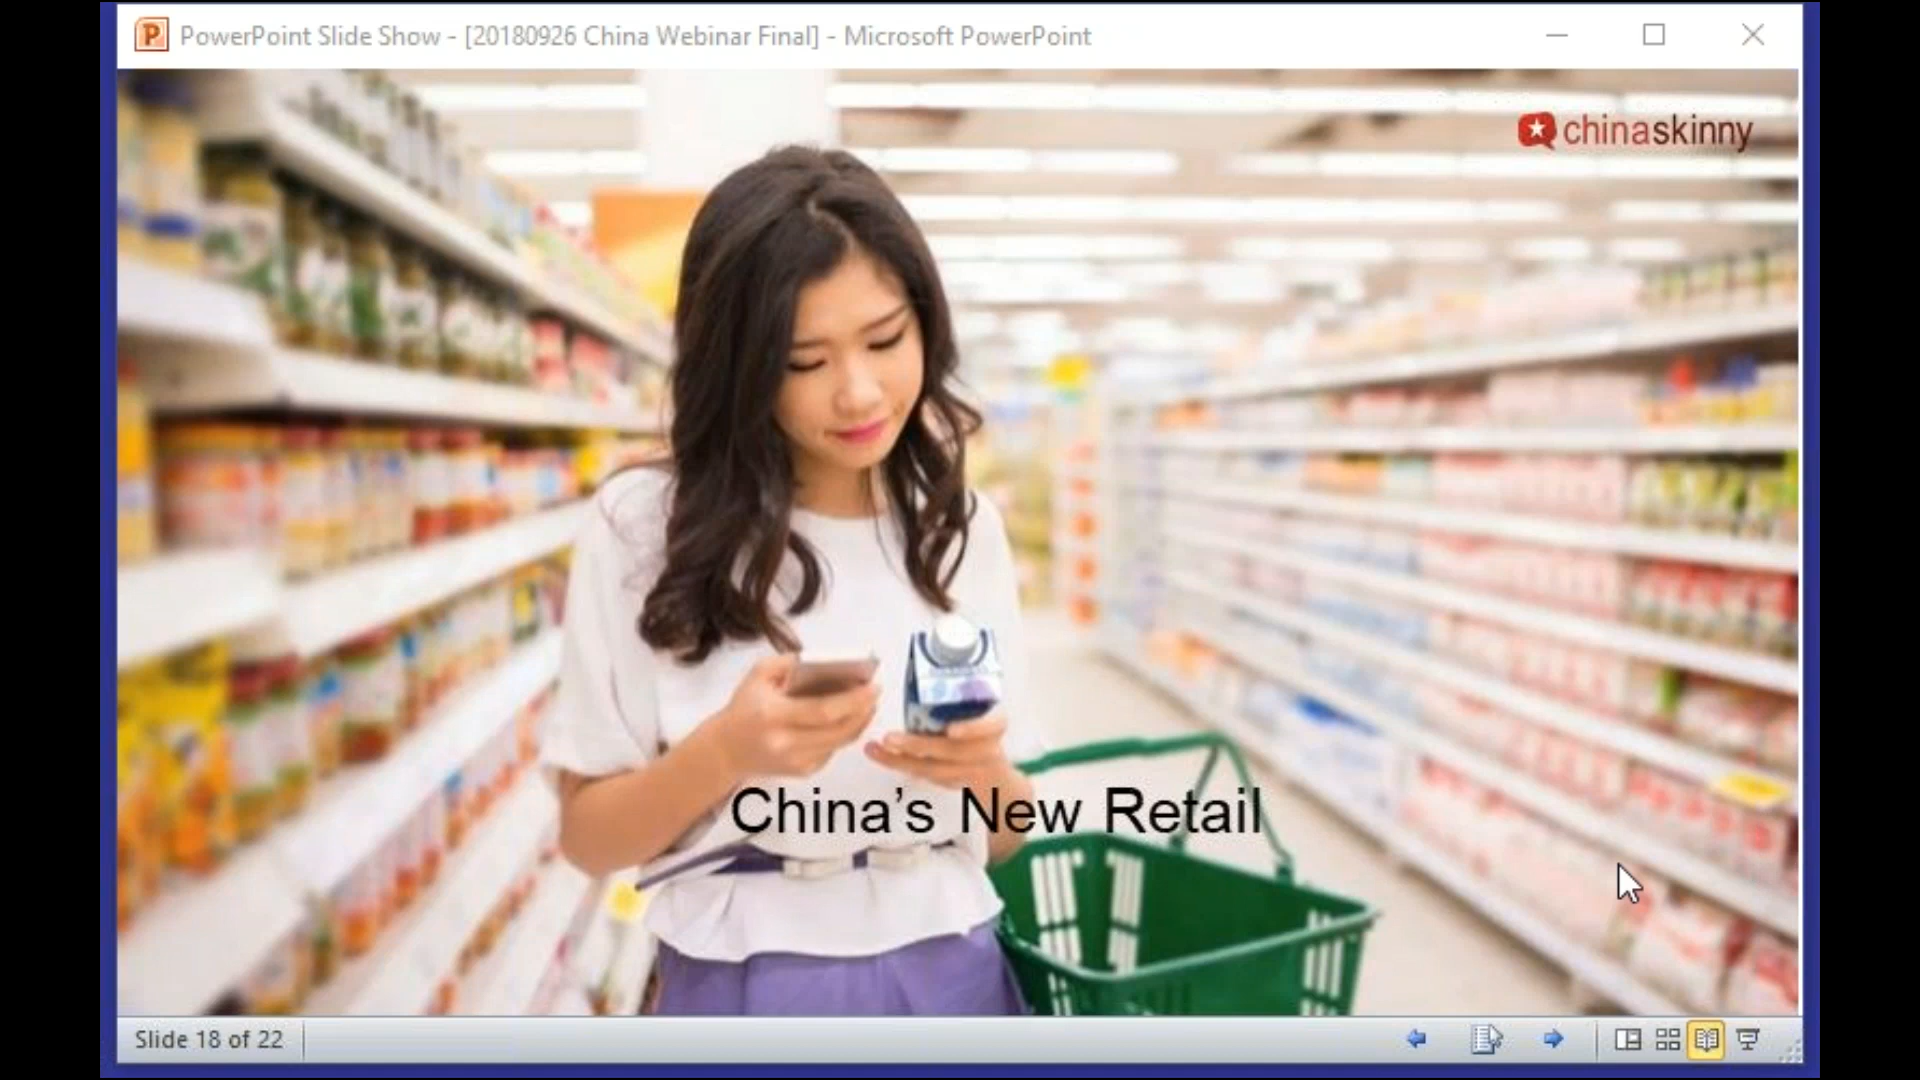 PowerPoint Slide Show - [20180926 China Webinar Final] - Microsoft PowerPoint
chinaskinny
China’s New Retail
Slide 18 of 22